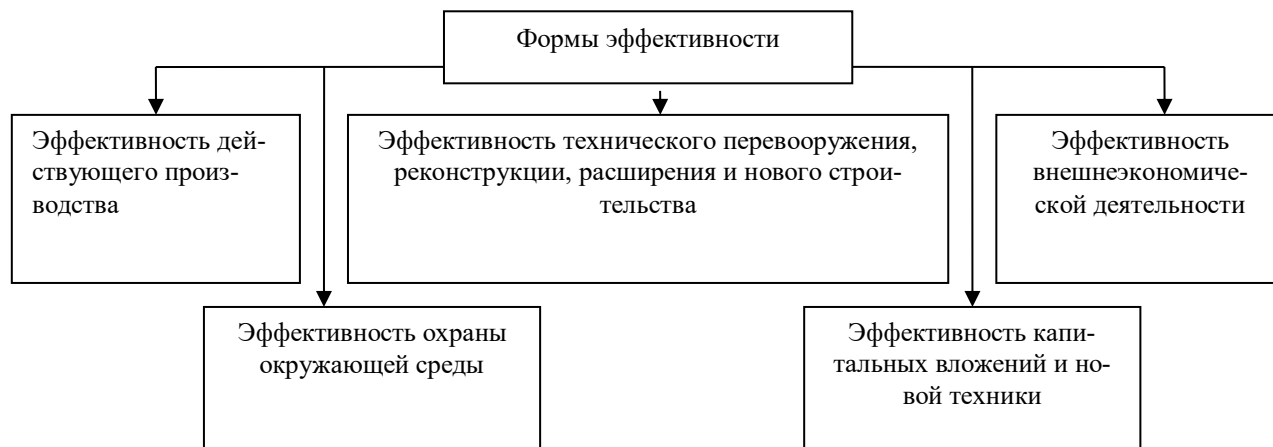 Формы эффективности
Эффективность дей-
ствующего произ-
водства
Эффективность технического перевооружения,
реконструкции, расширения и нового строи-
тельства
Эффективность
внешнеэкономиче-
ской деятельности
Эффективность охраны
окружающей среды
Эффективность капи-
тальных вложений и но-
вой техники